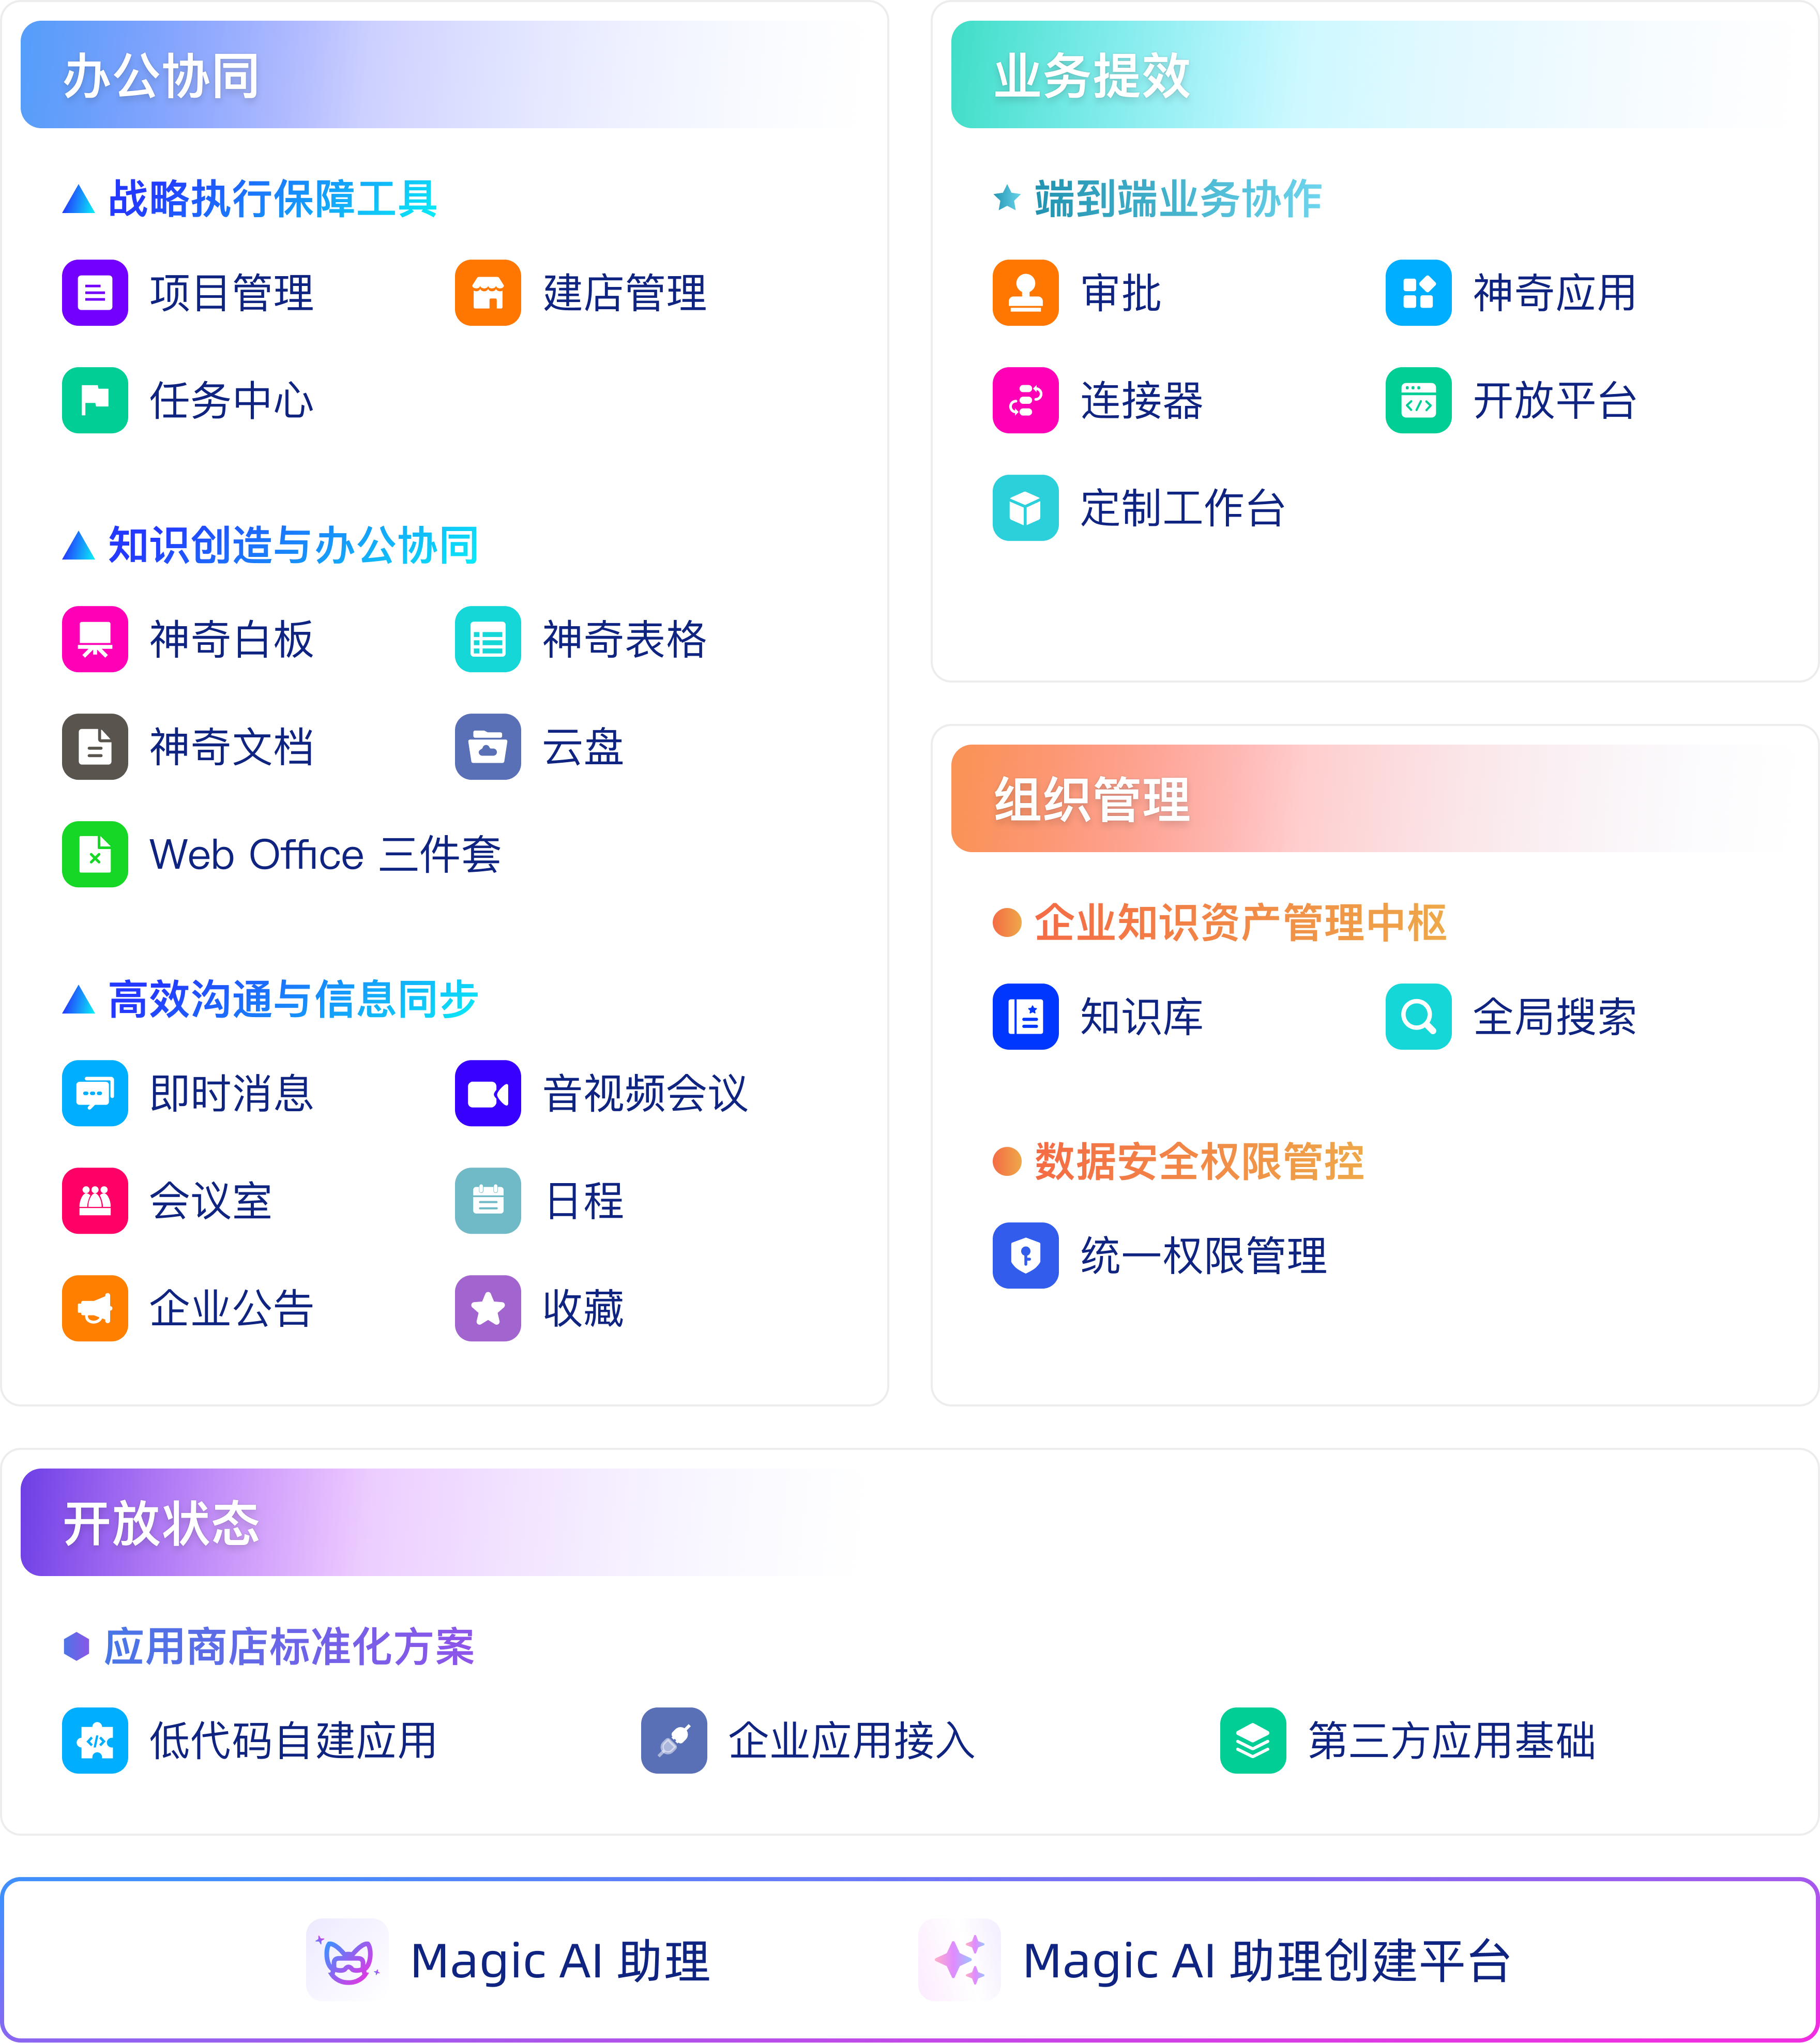 办公协同
战略执行保障工具
项目管理
建店管理
任务中心
知识创造与办公协同
神奇白板
神奇表格
神奇文档
云盘
Web Office 三件套
高效沟通与信息同步
即时消息
音视频会议
会议室
日程
企业公告
收藏
业务提效
端到端业务协作
审批
神奇应用
连接器
开放平台
定制工作台
组织管理
企业知识资产管理中枢
知识库
全局搜索
数据安全权限管控
统一权限管理
开放状态
应用商店标准化方案
低代码自建应用
企业应用接入
第三方应用基础
Magic AI 助理
Magic AI 助理创建平台